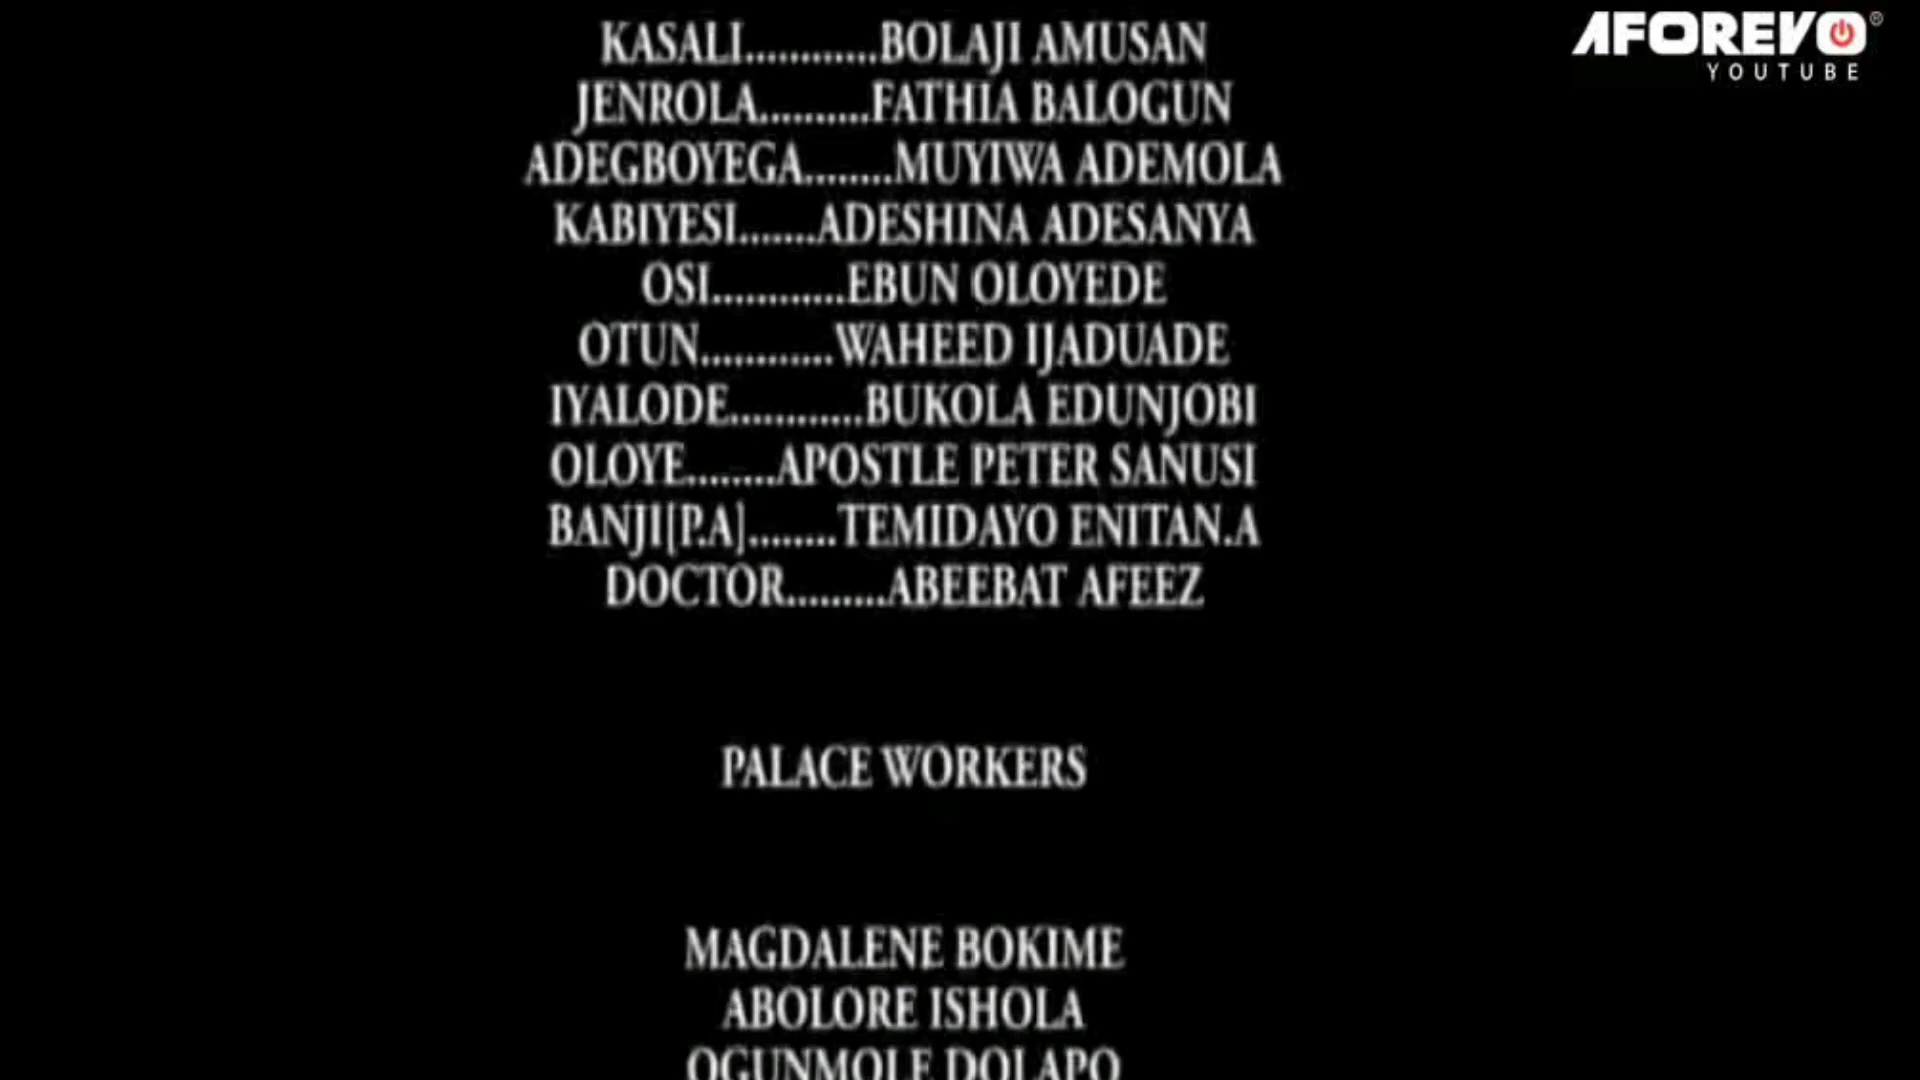 KASALI............BOLAJI AMUSAN
JENROLA..........FATHIA BALOGUN
ADEGBOYEGA........MUYIWA ADEMOLA
KABIYESI.......ADESHINA ADESANYA
OSI............EBUN OLOYEDE
OTUN............WAHEED IJADUADE
IYALODE............BUKOLA EDUNJOBI
OLOYE........APOSTLE PETER SANUSI
BANJI[P.A]........TEMIDAYO ENITAN.A
DOCTOR.........ABEEBAT AFEEZ
PALACE WORKERS
MAGDALENE BOKIME
ABOLORE ISHOLA
OGUNMOLE DOLAPO
AFOREVO®
YOUTUBE